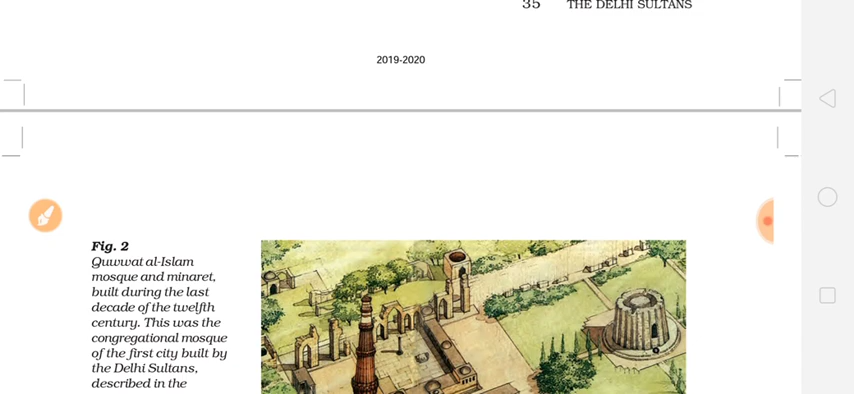 35 THE DELHI SULTANS
2019-2020
Fig. 2
Quwwat al-Islam
mosque and minaret,
built during the last
decade of the twelfth
century. This was the
congregational mosque
of the first city built by
the Delhi Sultans,
described in the